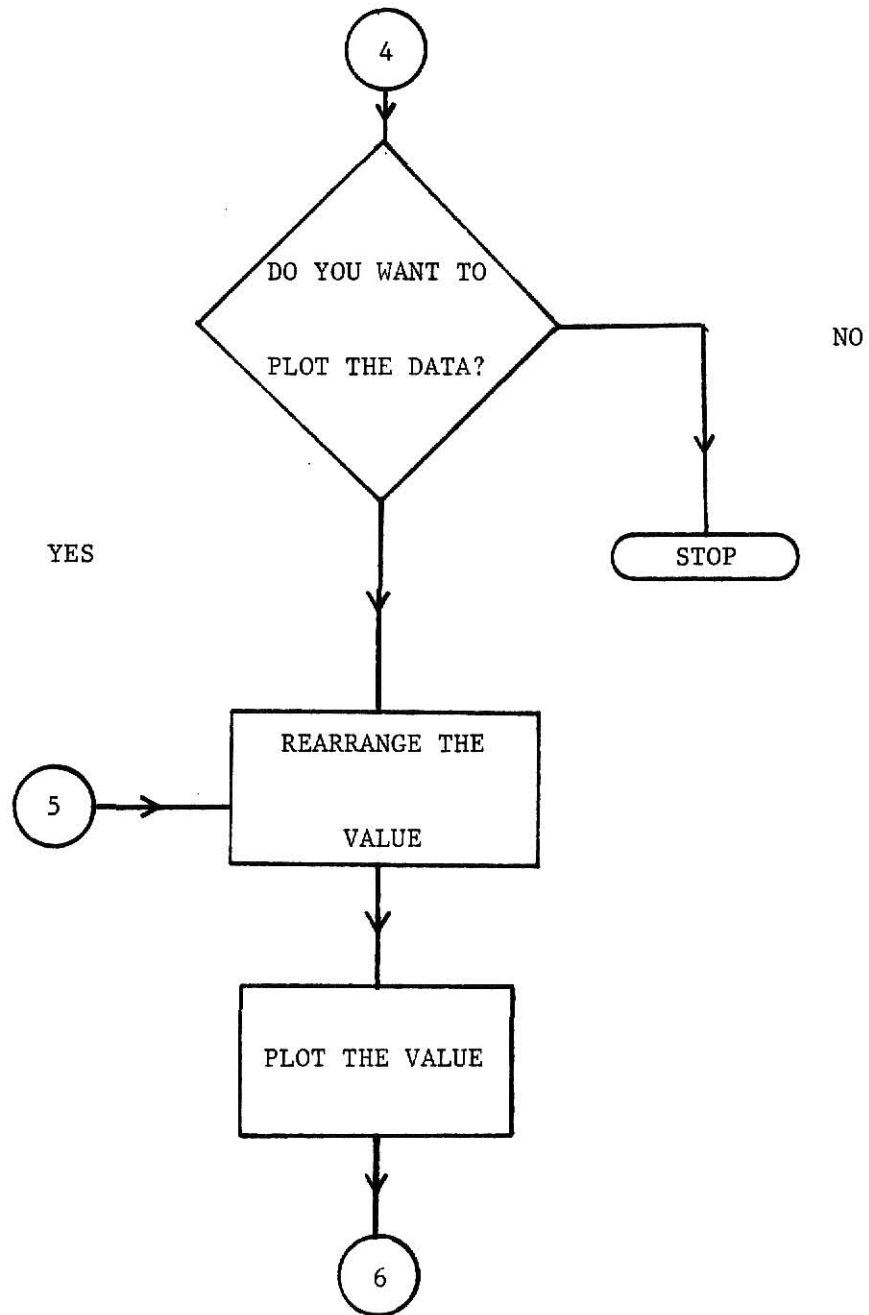 4
DO YOU WANT TO
PLOT THE DATA?
NO
YES
STOP
REARRANGE THE
5
VALUE
PLOT THE VALUE
6